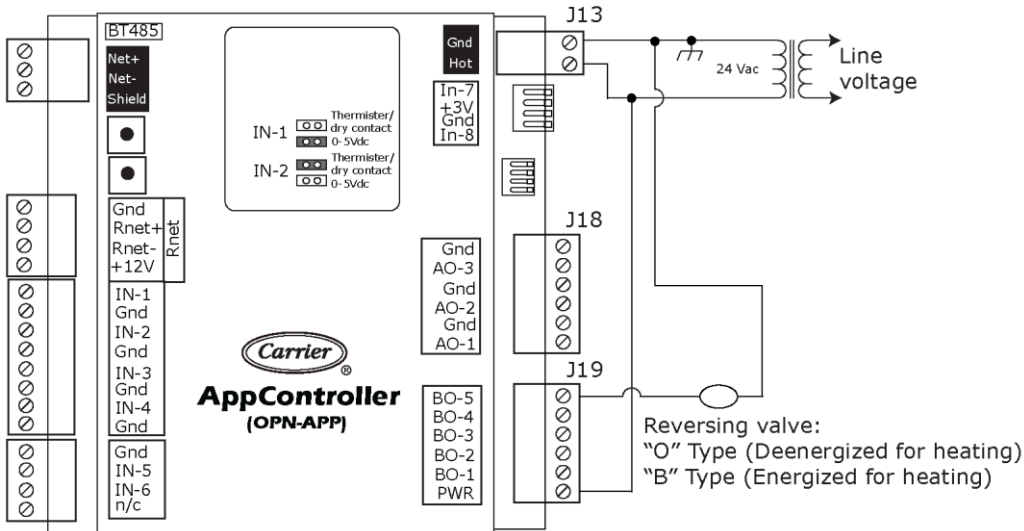 BT485
Net+
Net-
Shield
Gnd
Rnet+
Rnet-
+12V
Rnet
IN-1
Gnd
IN-2
Gnd
IN-3
Gnd
IN-4
Gnd
Gnd
IN-5
IN-6
n/c
IN-1
Thermister/
dry contact
0-5Vdc
IN-2
Thermister/
dry contact
0-5Vdc
Carrier
®
AppController
(OPN-APP)
Gnd
Hot
In-7
+3V
Gnd
In-8
Gnd
AO-3
Gnd
AO-2
Gnd
AO-1
BO-5
BO-4
BO-3
BO-2
BO-1
PWR
J13
J18
J19
24 Vac
Line
voltage
Reversing valve:
“O” Type (Deenergized for heating)
“B” Type (Energized for heating)